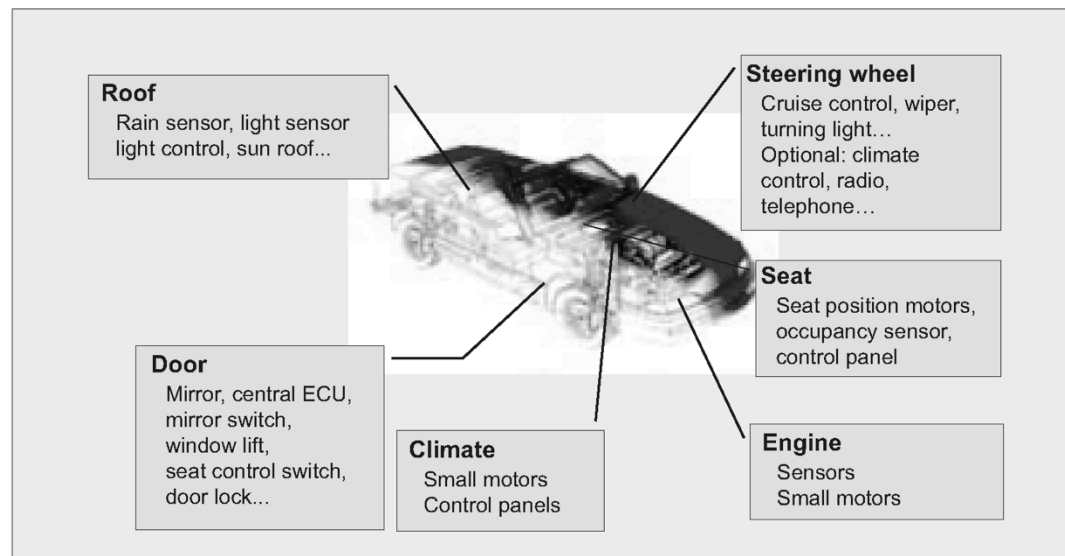 Roof
Rain sensor, light sensor
light control, sun roof...
Steering wheel
Cruise control, wiper,
turning light…
Optional: climate
control, radio,
telephone…
Seat
Seat position motors,
occupancy sensor,
control panel
Door
Mirror, central ECU,
mirror switch,
window lift,
seat control switch,
door lock...
Climate
Small motors
Control panels
Engine
Sensors
Small motors